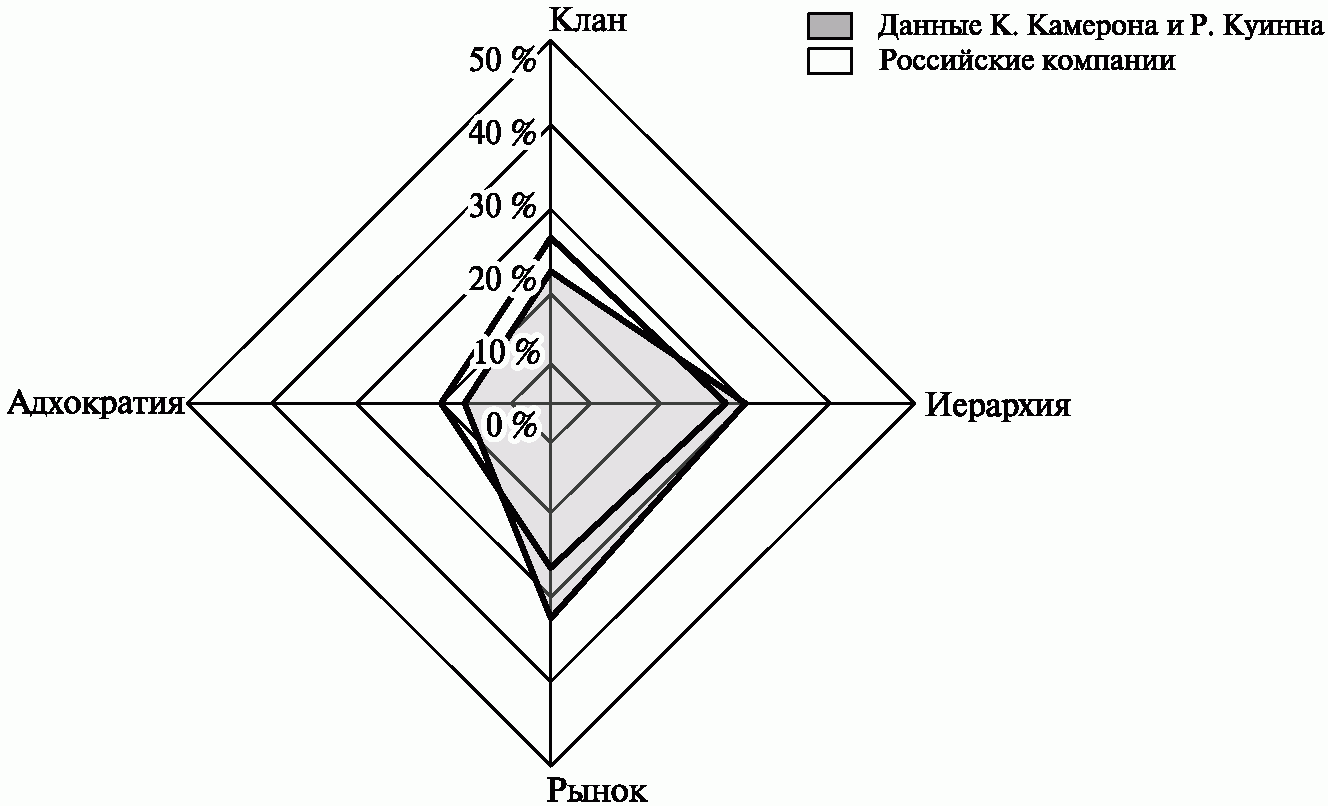 Клан
Данные К. Камерона и Р. Куинна
Российские компании
50 %
40 %
30 %
20 %
10 %
0 %
Адхократия
Иерархия
Рынок